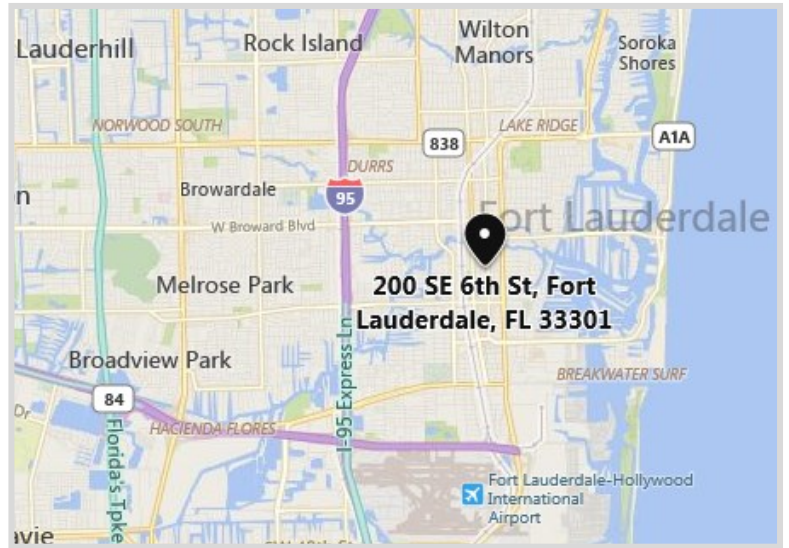 Lauderhill
Rock Island
Wilton
Manors
Soroka
Shores
NORWOOD SOUTH
838
LAKE RIDGE
A1A
DURRS
n
Browardale
95
W Broward Blvd
Fort Lauderdale
Melrose Park
200 SE 6th St, Fort
Lauderdale, FL 33301
Broadview Park
BREAKWATER SURF
84
Dr
HACIENDA FLORES
I-95 Express Ln
Florida's Tpke
Fort Lauderdale-Hollywood
International
Airport
avie